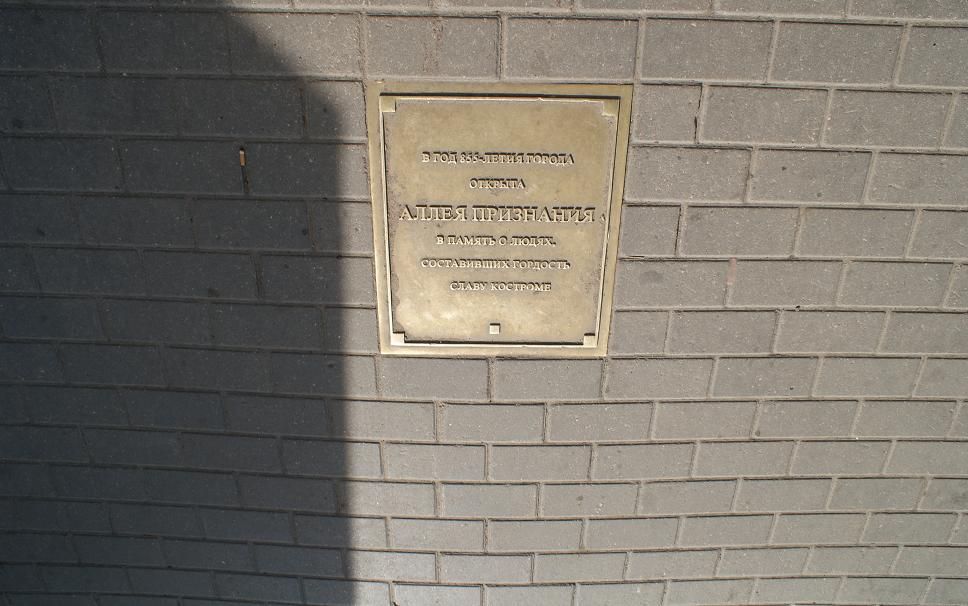 В ГОД 855-ЛЕТИЯ ГОРОДА
ОТКРЫТА
АЛЛЕЯ ПРИЗНАНИЯ
В ПАМЯТЬ О ЛЮДЯХ,
СОСТАВИВШИХ ГОРДОСТЬ
СЛАВУ КОСТРОМЕ